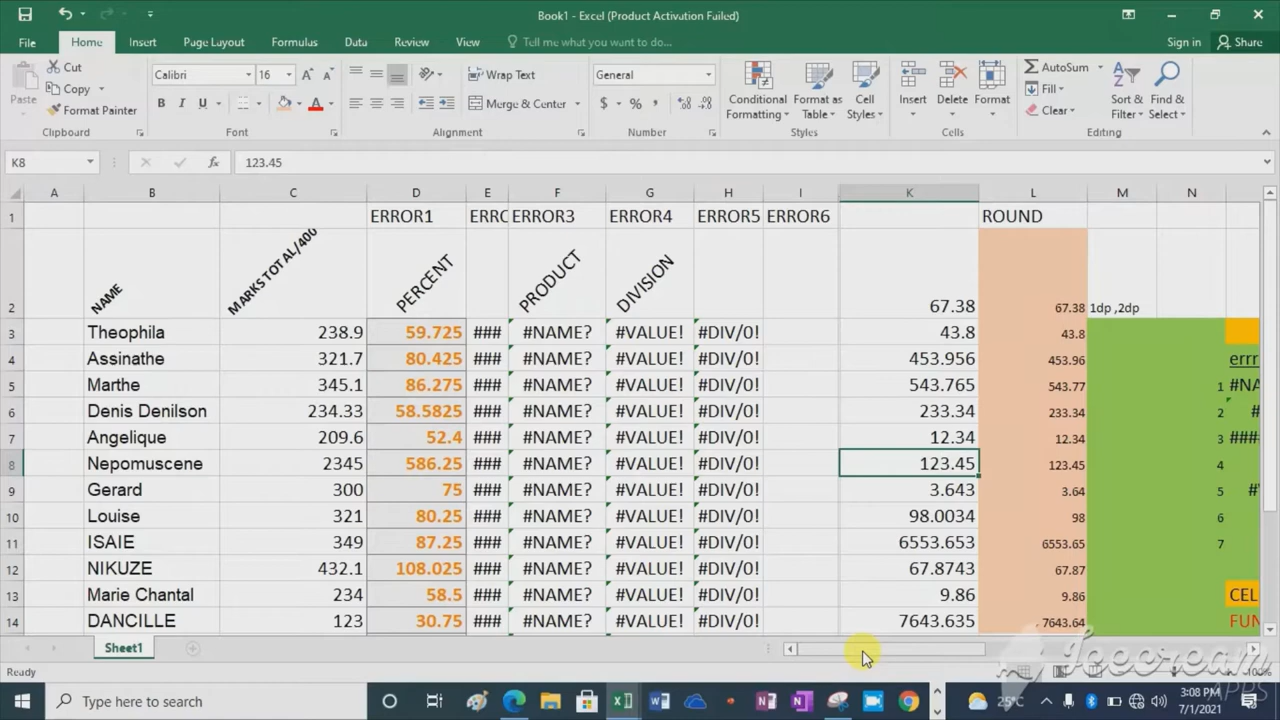 Book1 - Excel (Product Activation Failed)
File Home Insert Page Layout Formulas Data Review View Tell me what you want to do... Sign in Share
Paste Cut Copy Format Painter Clipboard
Calibri 16 A A B I U A Font
Wrap Text Merge & Center Alignment
General $ % , Number
Conditional Formatting Format as Table Cell Styles Styles
Insert Delete Format Cells
AutoSum Fill Clear Sort & Filter Find & Select Editing
K8 fx 123.45
A B C D E F G H I K L M N
1 ERROR1 ERRC ERROR3 ERROR4 ERROR5 ERROR6 ROUND
2 NAME MARKS TOTAL/400 PERCENT PRODUCT DIVISION 67.38 67.38 1dp ,2dp
3 Theophila 238.9 59.725 ### #NAME? #VALUE! #DIV/0! 43.8 43.8
4 Assinathe 321.7 80.425 ### #NAME? #VALUE! #DIV/0! 453.956 453.96 errr
5 Marthe 345.1 86.275 ### #NAME? #VALUE! #DIV/0! 543.765 543.77 1 #NA
6 Denis Denilson 234.33 58.5825 ### #NAME? #VALUE! #DIV/0! 233.34 233.34 2 #
7 Angelique 209.6 52.4 ### #NAME? #VALUE! #DIV/0! 12.34 12.34 3 ####
8 Nepomuscene 2345 586.25 ### #NAME? #VALUE! #DIV/0! 123.45 123.45 4
9 Gerard 300 75 ### #NAME? #VALUE! #DIV/0! 3.643 3.64 5 #\
10 Louise 321 80.25 ### #NAME? #VALUE! #DIV/0! 98.0034 98 6
11 ISAIE 349 87.25 ### #NAME? #VALUE! #DIV/0! 6553.653 6553.65 7
12 NIKUZE 432.1 108.025 ### #NAME? #VALUE! #DIV/0! 67.8743 67.87
13 Marie Chantal 234 58.5 ### #NAME? #VALUE! #DIV/0! 9.86 9.86 CEL
14 DANCILLE 123 30.75 ### #NAME? #VALUE! #DIV/0! 7643.635 7643.64 FUN
Sheet1
Ready 100%
Icecream APPS
Type here to search 25°C 3:08 PM
7/1/2021